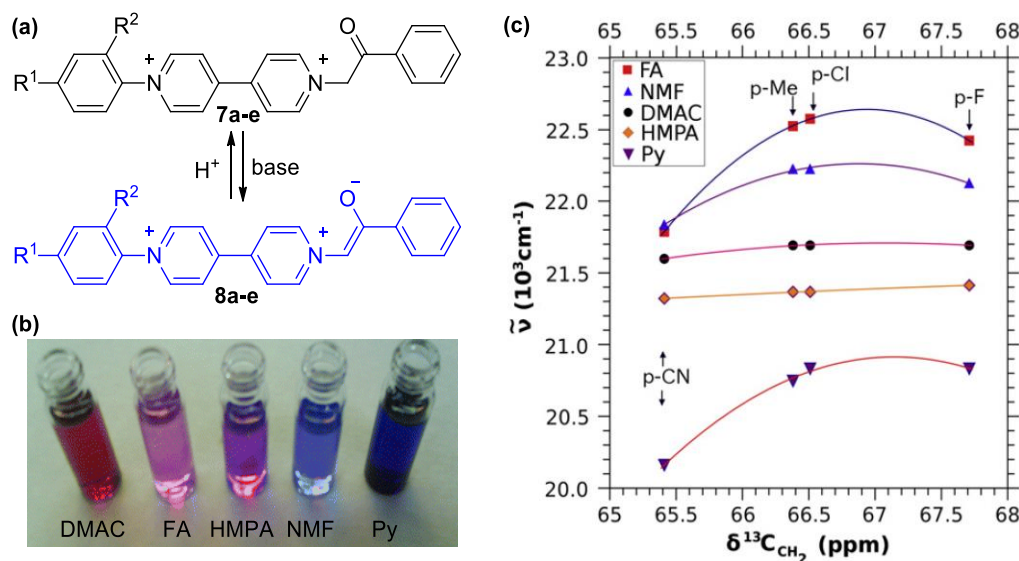 (a)
R²
O
+
+
R¹
N
N
7a-e
H⁺
base
R²
O
−
+
+
R¹
N
N
8a-e
(b)
DMAC FA HMPA NMF Py
(c)
65 65.5 66 66.5 67 67.5 68
FA
NMF
DMAC
HMPA
Py
p-Me
p-Cl
p-F
p-CN
23.0
22.5
22.0
21.5
21.0
20.5
20.0
ṽ (10³cm⁻¹)
65 65.5 66 66.5 67 67.5 68
δ¹³C_CH₂ (ppm)